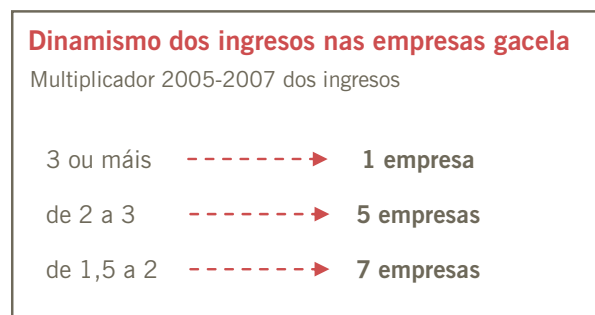 Dinamismo dos ingresos nas empresas gacela
Multiplicador 2005-2007 dos ingresos
3 ou máis 1 empresa
de 2 a 3 5 empresas
de 1,5 a 2 7 empresas